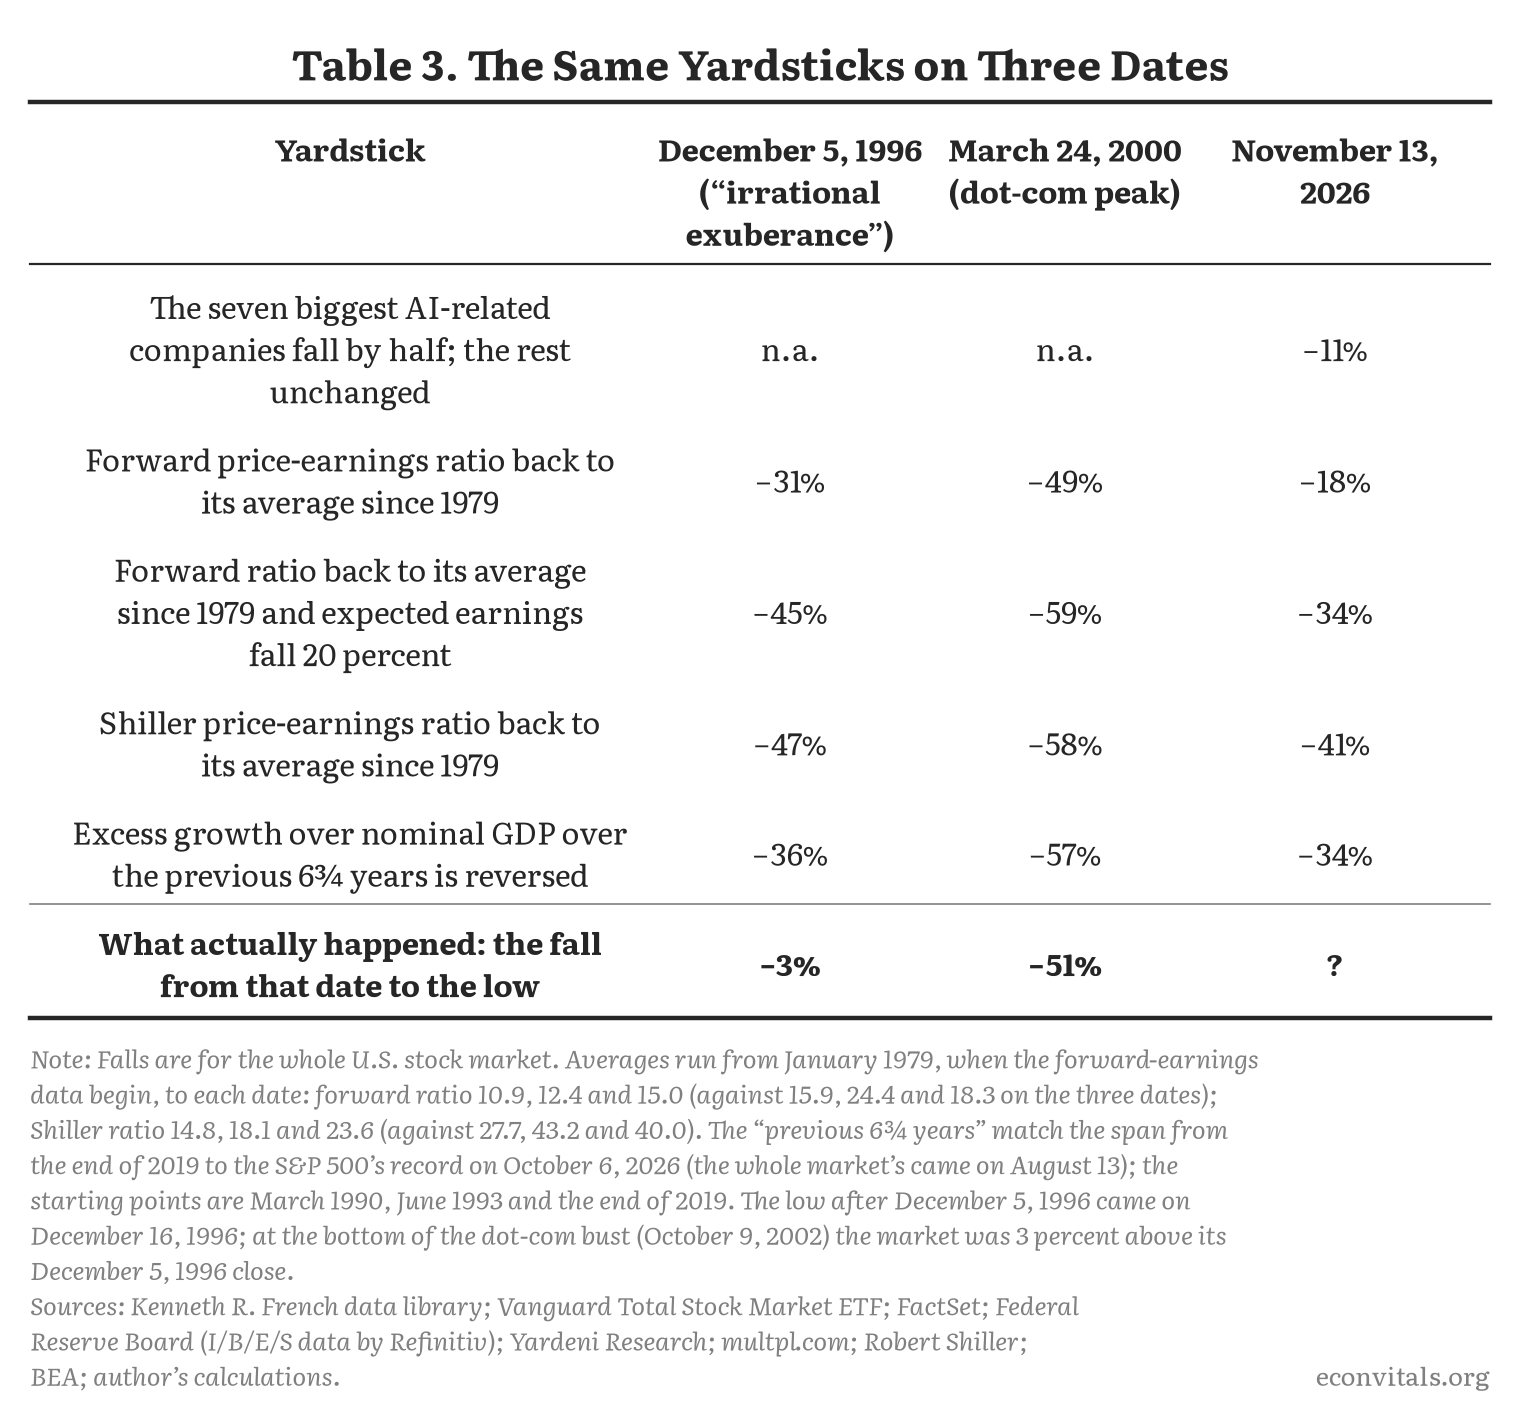 Table 3. The Same Yardsticks on Three Dates
Yardstick
December 5, 1996
(“irrational
exuberance”)
March 24, 2000
(dot-com peak)
November 13,
2026
The seven biggest AI-related
companies fall by half; the rest
unchanged
n.a.
n.a.
−11%
Forward price-earnings ratio back to
its average since 1979
−31%
−49%
−18%
Forward ratio back to its average
since 1979 and expected earnings
fall 20 percent
−45%
−59%
−34%
Shiller price-earnings ratio back to
its average since 1979
−47%
−58%
−41%
Excess growth over nominal GDP over
the previous 6¾ years is reversed
−36%
−57%
−34%
What actually happened: the fall
from that date to the low
−3%
−51%
?
Note: Falls are for the whole U.S. stock market. Averages run from January 1979, when the forward-earnings
data begin, to each date: forward ratio 10.9, 12.4 and 15.0 (against 15.9, 24.4 and 18.3 on the three dates);
Shiller ratio 14.8, 18.1 and 23.6 (against 27.7, 43.2 and 40.0). The “previous 6¾ years” match the span from
the end of 2019 to the S&P 500’s record on October 6, 2026 (the whole market’s came on August 13); the
starting points are March 1990, June 1993 and the end of 2019. The low after December 5, 1996 came on
December 16, 1996; at the bottom of the dot-com bust (October 9, 2002) the market was 3 percent above its
December 5, 1996 close.
Sources: Kenneth R. French data library; Vanguard Total Stock Market ETF; FactSet; Federal
Reserve Board (I/B/E/S data by Refinitiv); Yardeni Research; multpl.com; Robert Shiller;
BEA; author’s calculations.
econvitals.org